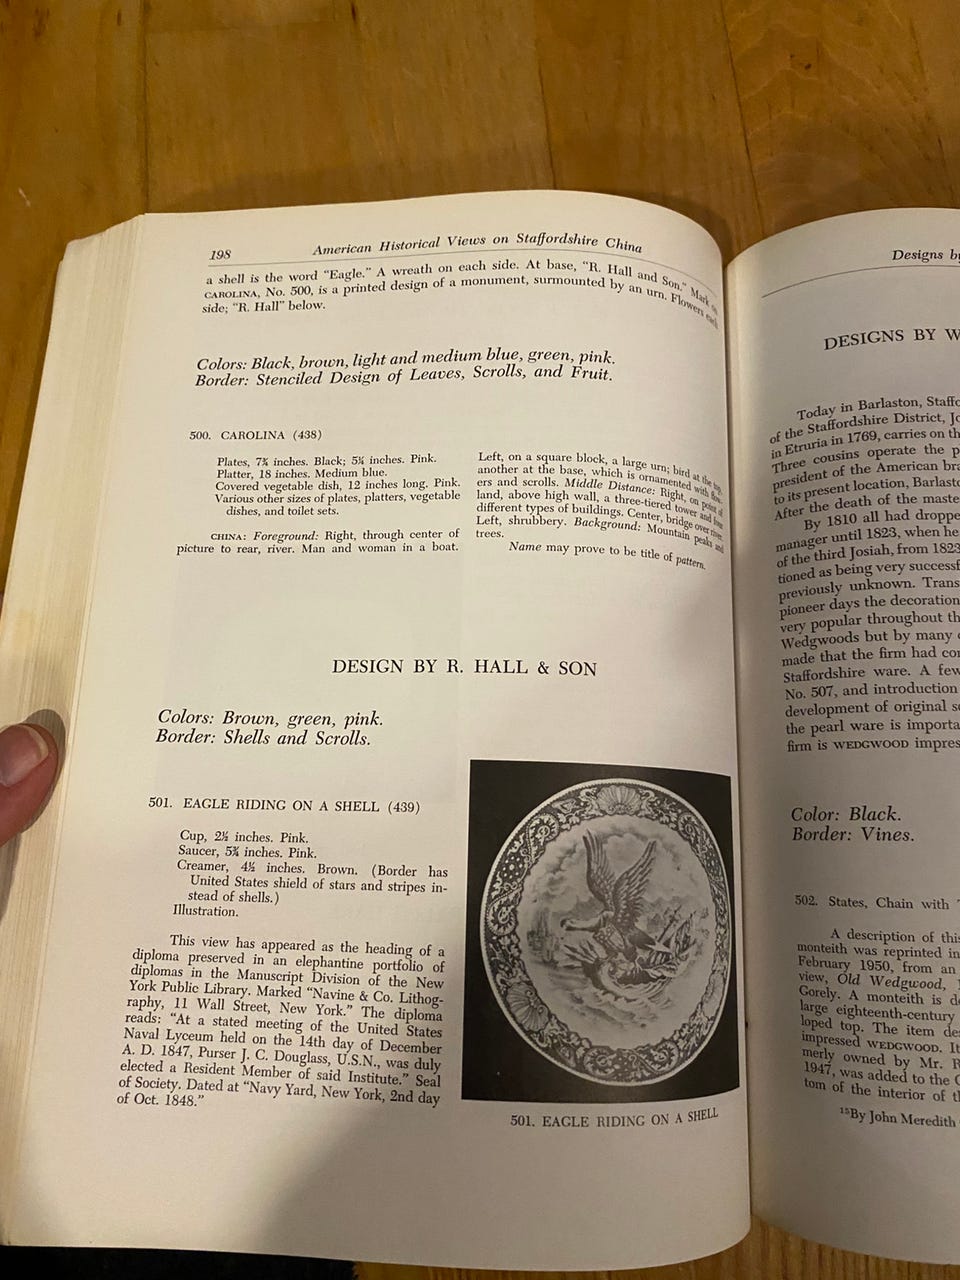 198
American Historical Views on Staffordshire China
a shell is the word "Eagle." A wreath on each side. At base, "R. Hall and Son." Mark on
CAROLINA, No. 500, is a printed design of a monument, surmounted by an urn. Flowers each
side; "R. Hall" below.
Colors: Black, brown, light and medium blue, green, pink.
Border: Stenciled Design of Leaves, Scrolls, and Fruit.
500. CAROLINA (438)
Plates, 7¾ inches. Black; 5¾ inches. Pink.
Platter, 18 inches. Medium blue.
Covered vegetable dish, 12 inches long. Pink.
Various other sizes of plates, platters, vegetable
dishes, and toilet sets.
CHINA: Foreground: Right, through center of
picture to rear, river. Man and woman in a boat.
Left, on a square block, a large urn; bird at the top,
another at the base, which is ornamented with flow-
ers and scrolls. Middle Distance: Right, on point of
land, above high wall, a three-tiered tower and four
different types of buildings. Center, bridge over river.
Left, shrubbery. Background: Mountain peaks and
trees.
Name may prove to be title of pattern.
DESIGN BY R. HALL & SON
Colors: Brown, green, pink.
Border: Shells and Scrolls.
501. EAGLE RIDING ON A SHELL (439)
Cup, 2½ inches. Pink.
Saucer, 5¾ inches. Pink.
Creamer, 4½ inches. Brown. (Border has
United States shield of stars and stripes in-
stead of shells.)
Illustration.
This view has appeared as the heading of a
diploma preserved in an elephantine portfolio of
diplomas in the Manuscript Division of the New
York Public Library. Marked "Navine & Co. Lithog-
raphy, 11 Wall Street, New York." The diploma
reads: "At a stated meeting of the United States
Naval Lyceum held on the 14th day of December
A. D. 1847, Purser J. C. Douglass, U.S.N., was duly
elected a Resident Member of said Institute." Seal
of Society. Dated at "Navy Yard, New York, 2nd day
of Oct. 1848."
501. EAGLE RIDING ON A SHELL
Designs by
DESIGNS BY W
Today in Barlaston, Staffo
of the Staffordshire District, Jo
in Etruria in 1769, carries on th
Three cousins operate the p
president of the American bra
to its present location, Barlasto
After the death of the maste
By 1810 all had droppe
manager until 1823, when he
of the third Josiah, from 1823
tioned as being very successf
previously unknown. Trans
pioneer days the decoration
very popular throughout th
Wedgwoods but by many o
made that the firm had co
Staffordshire ware. A few
No. 507, and introduction
development of original s
the pearl ware is importa
firm is WEDGWOOD impres
Color: Black.
Border: Vines.
502. States, Chain with
A description of this
monteith was reprinted in
February 1950, from an
view, Old Wedgwood,
Gorely. A monteith is d
large eighteenth-century
loped top. The item des
impressed WEDGWOOD. It
merly owned by Mr. R
1947, was added to the C
tom of the interior of th
¹⁵By John Meredith